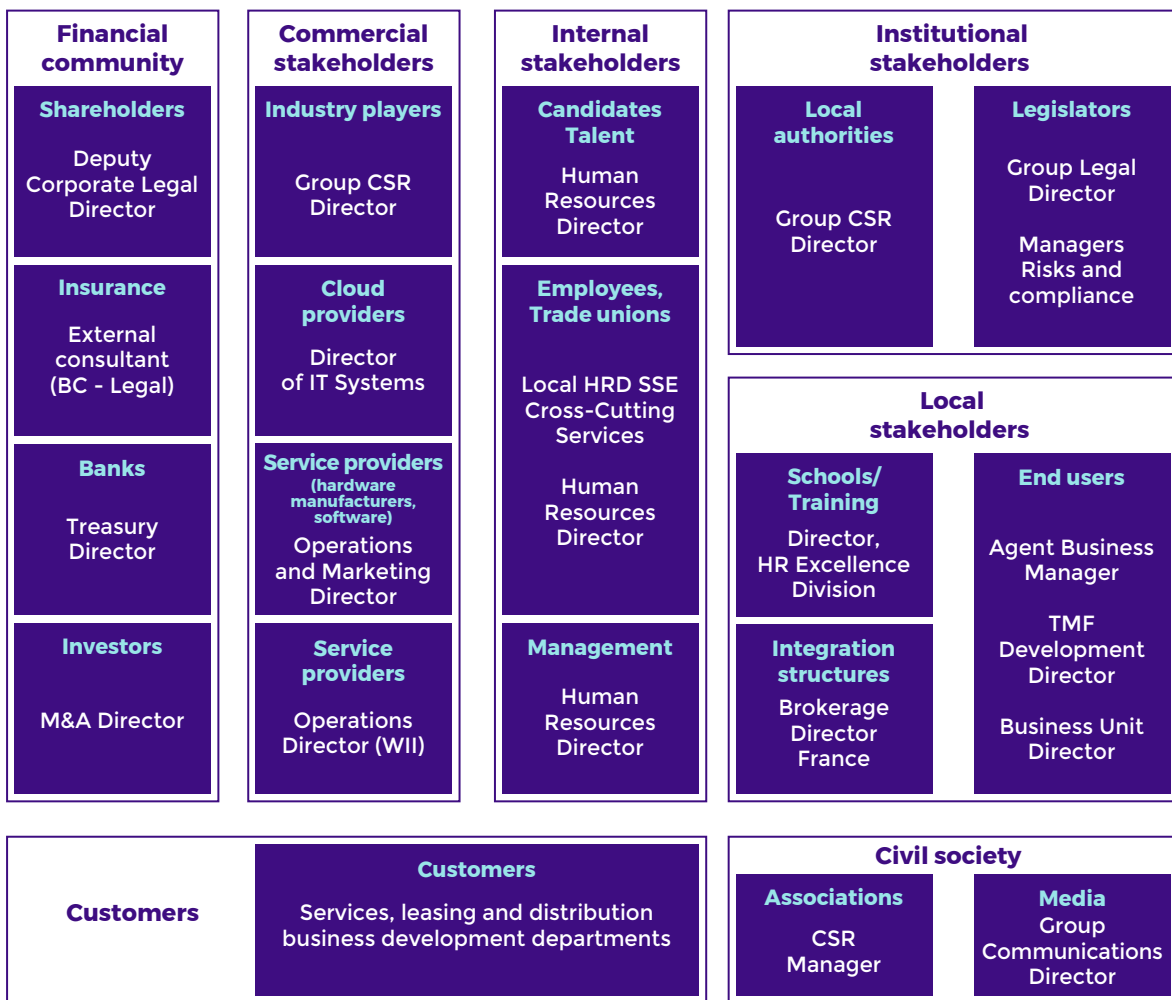 Financial
community
Shareholders
Deputy
Corporate Legal
Director
Insurance
External
consultant
(BC - Legal)
Banks
Treasury
Director
Investors
M&A Director
Commercial
stakeholders
Industry players
Group CSR
Director
Cloud
providers
Director
of IT Systems
Service providers
(hardware
manufacturers,
software)
Operations
and Marketing
Director
Service
providers
Operations
Director (WII)
Internal
stakeholders
Candidates
Talent
Human
Resources
Director
Employees,
Trade unions
Local HRD SSE
Cross-Cutting
Services
Human
Resources
Director
Management
Human
Resources
Director
Institutional
stakeholders
Local
authorities
Group CSR
Director
Legislators
Group Legal
Director
Managers
Risks and
compliance
Local
stakeholders
Schools/
Training
Director,
HR Excellence
Division
Integration
structures
Brokerage
Director
France
End users
Agent Business
Manager
TMF
Development
Director
Business Unit
Director
Customers
Customers
Services, leasing and distribution
business development departments
Civil society
Associations
CSR
Manager
Media
Group
Communications
Director